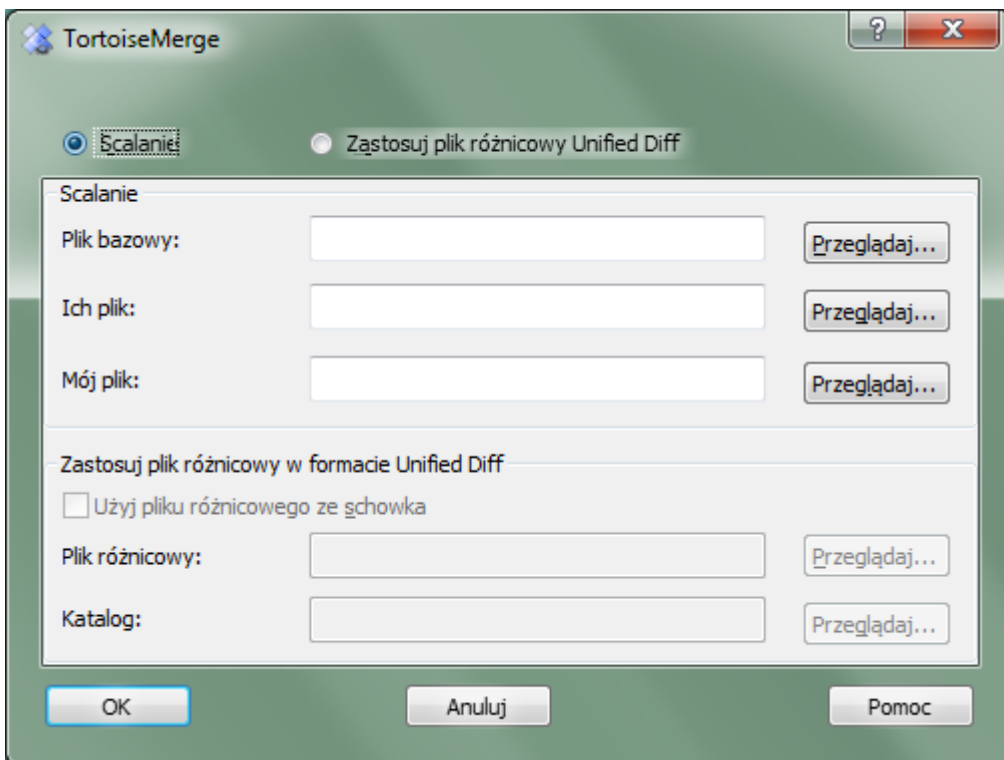 TortoiseMerge
Scalanie Zastosuj plik różnicowy Unified Diff
Scalanie
Plik bazowy: Przeglądaj...
Ich plik: Przeglądaj...
Mój plik: Przeglądaj...
Zastosuj plik różnicowy w formacie Unified Diff
Użyj pliku różnicowego ze schowka
Plik różnicowy: Przeglądaj...
Katalog: Przeglądaj...
OK Anuluj Pomoc